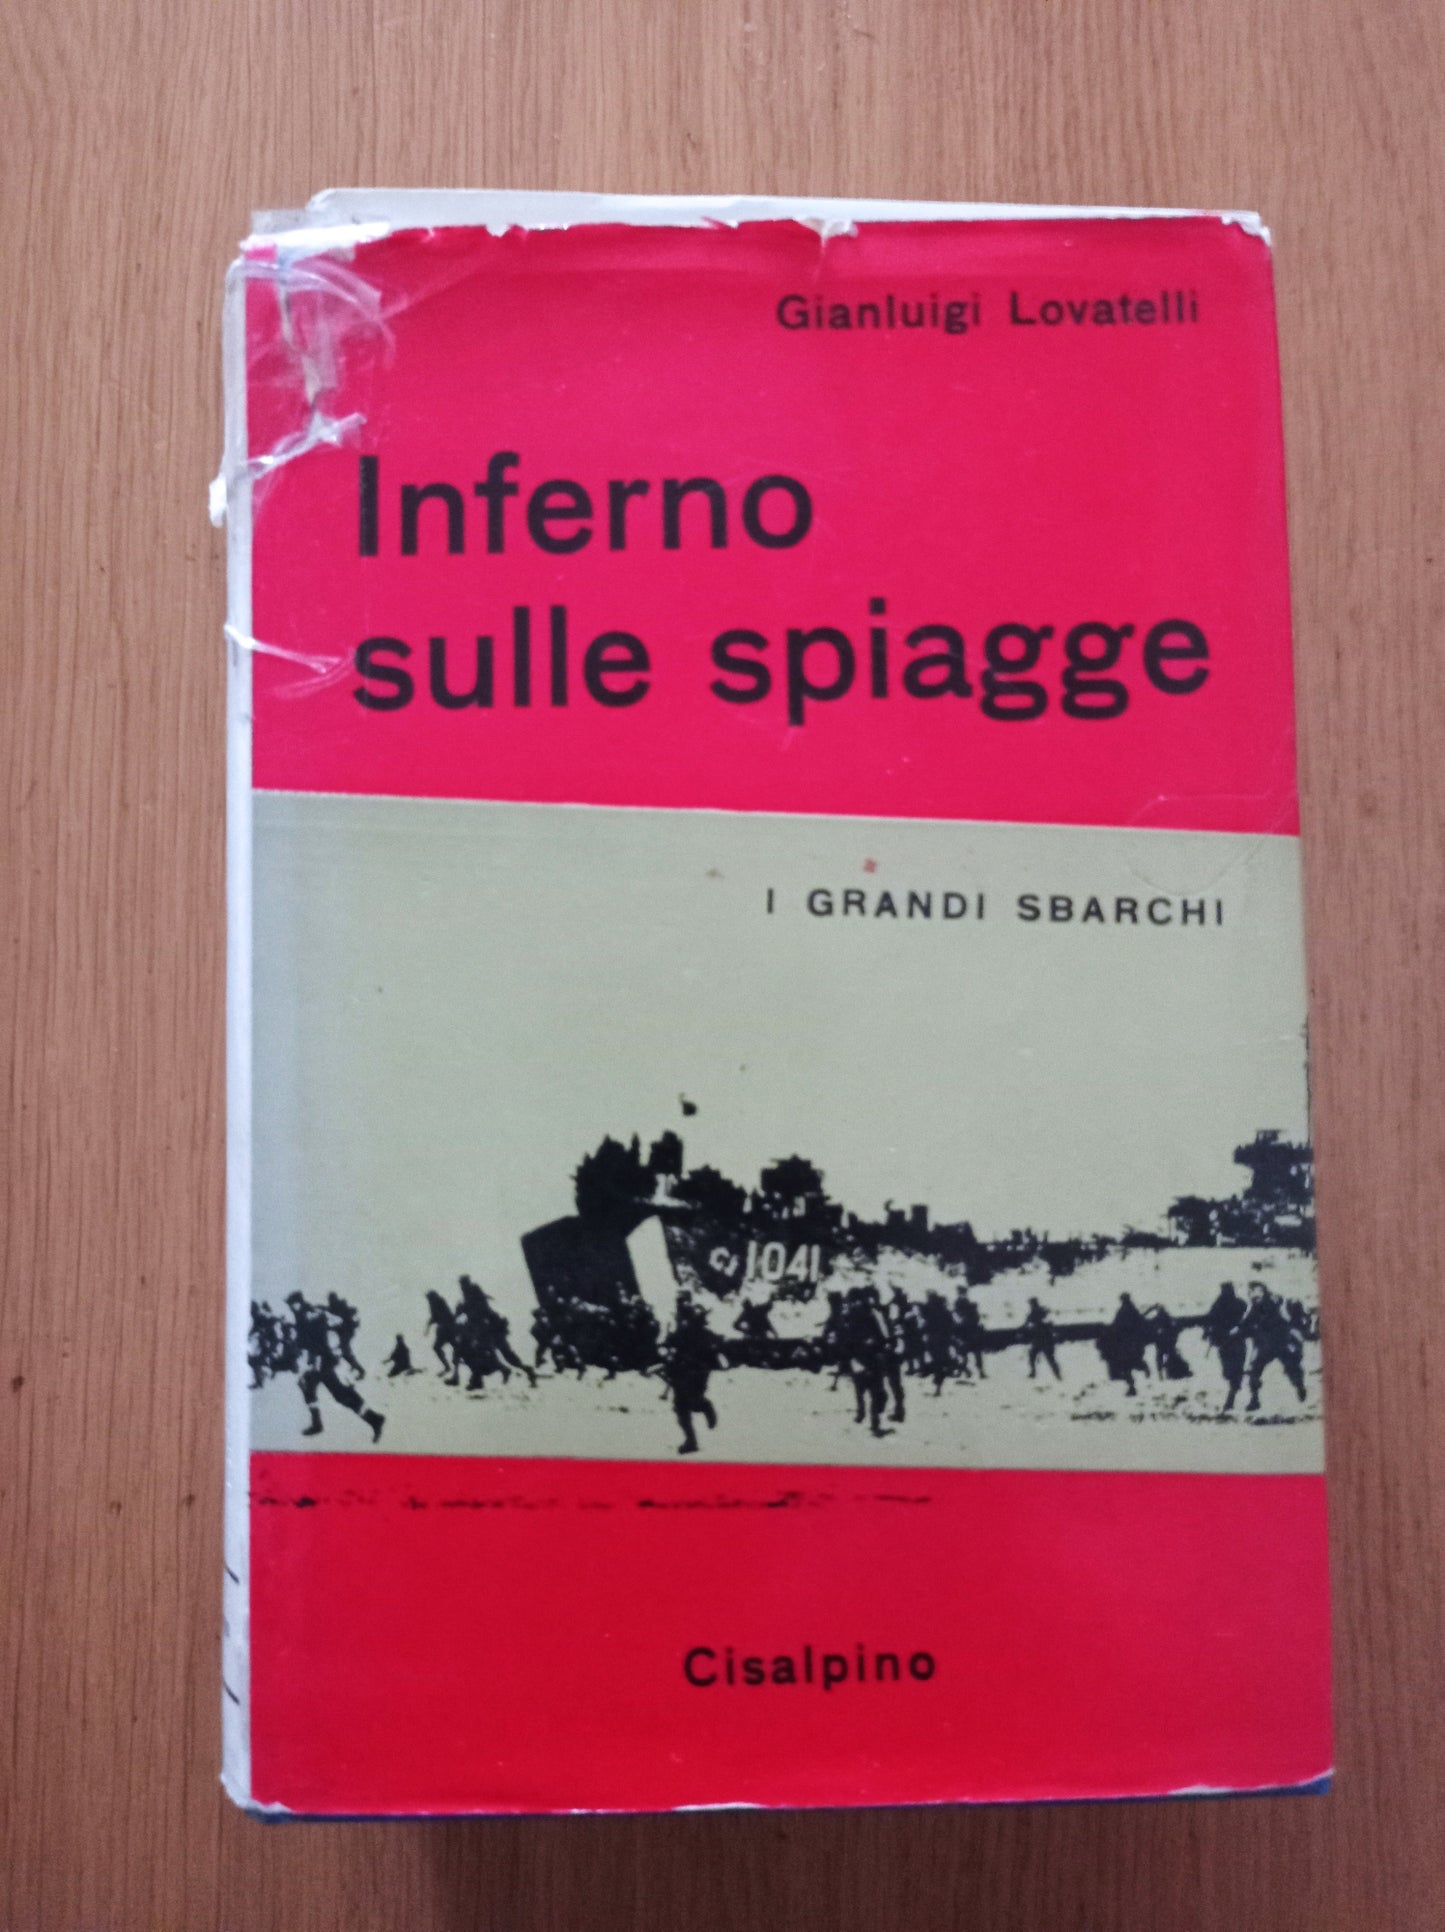 Gianluigi Lovatelli
Inferno
sulle spiagge
I GRANDI SBARCHI
1041
Cisalpino